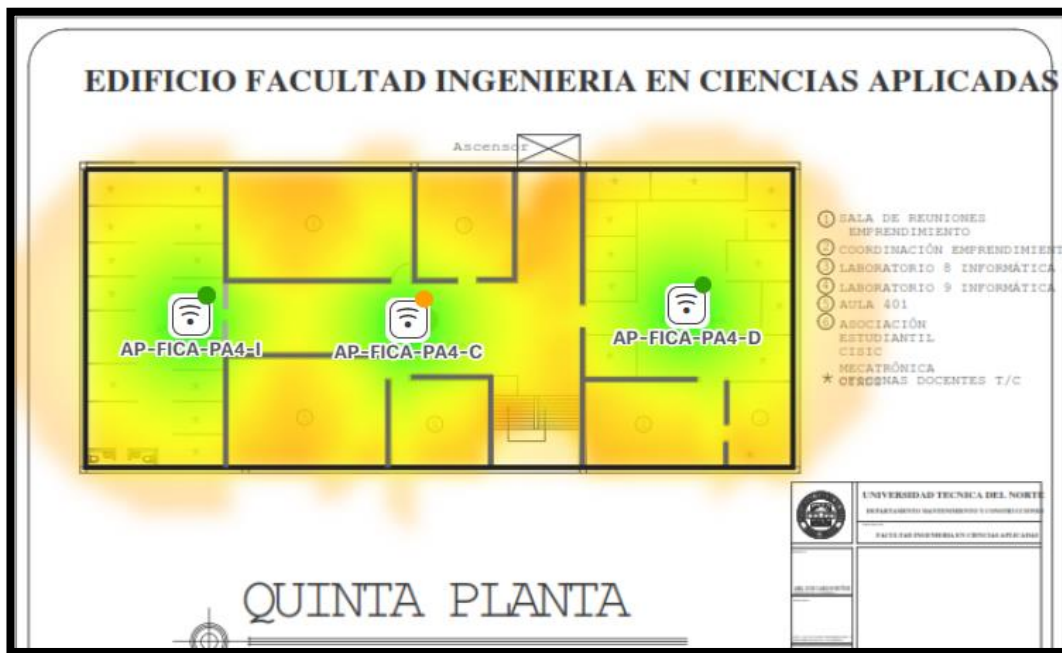 EDIFICIO FACULTAD INGENIERIA EN CIENCIAS APLICADAS
Ascensor
1 SALA DE REUNIONES
EMPRENDIMIENTO
2 COORDINACIÓN EMPRENDIMIENT
3 LABORATORIO 8 INFORMÁTICA
4 LABORATORIO 9 INFORMÁTICA
5 AULA 401
6 ASOCIACIÓN
ESTUDIANTIL
CISIC
MECATRÓNICA
* OFICINAS DOCENTES T/C
AP-FICA-PA4-I
AP-FICA-PA4-C
AP-FICA-PA4-D
UNIVERSIDAD TECNICA DEL NORTE
DEPARTAMENTO MANTENIMIENTO Y CONSTRUCCIONES
FACULTAD INGENIERIA EN CIENCIAS APLICADAS
QUINTA PLANTA